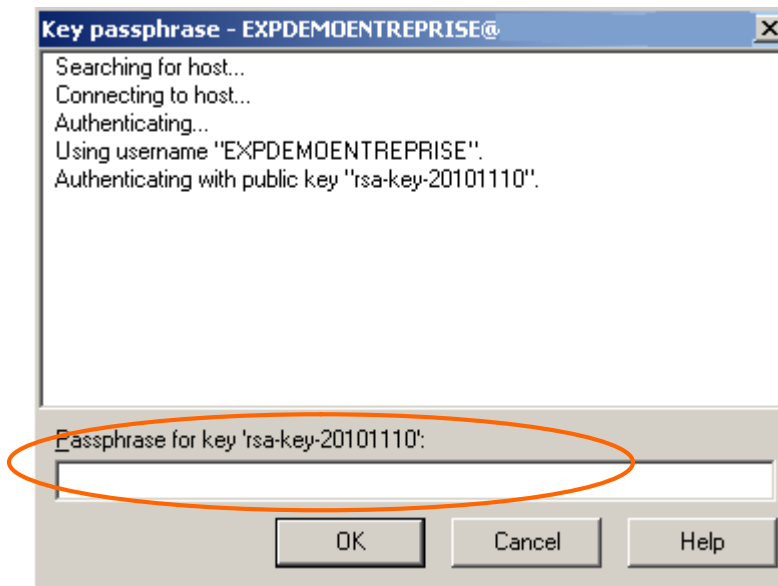 Key passphrase - EXPDEMOENTREPRISE@
Searching for host...
Connecting to host...
Authenticating...
Using username "EXPDEMOENTREPRISE".
Authenticating with public key "rsa-key-20101110".
Passphrase for key 'rsa-key-20101110':
OK Cancel Help